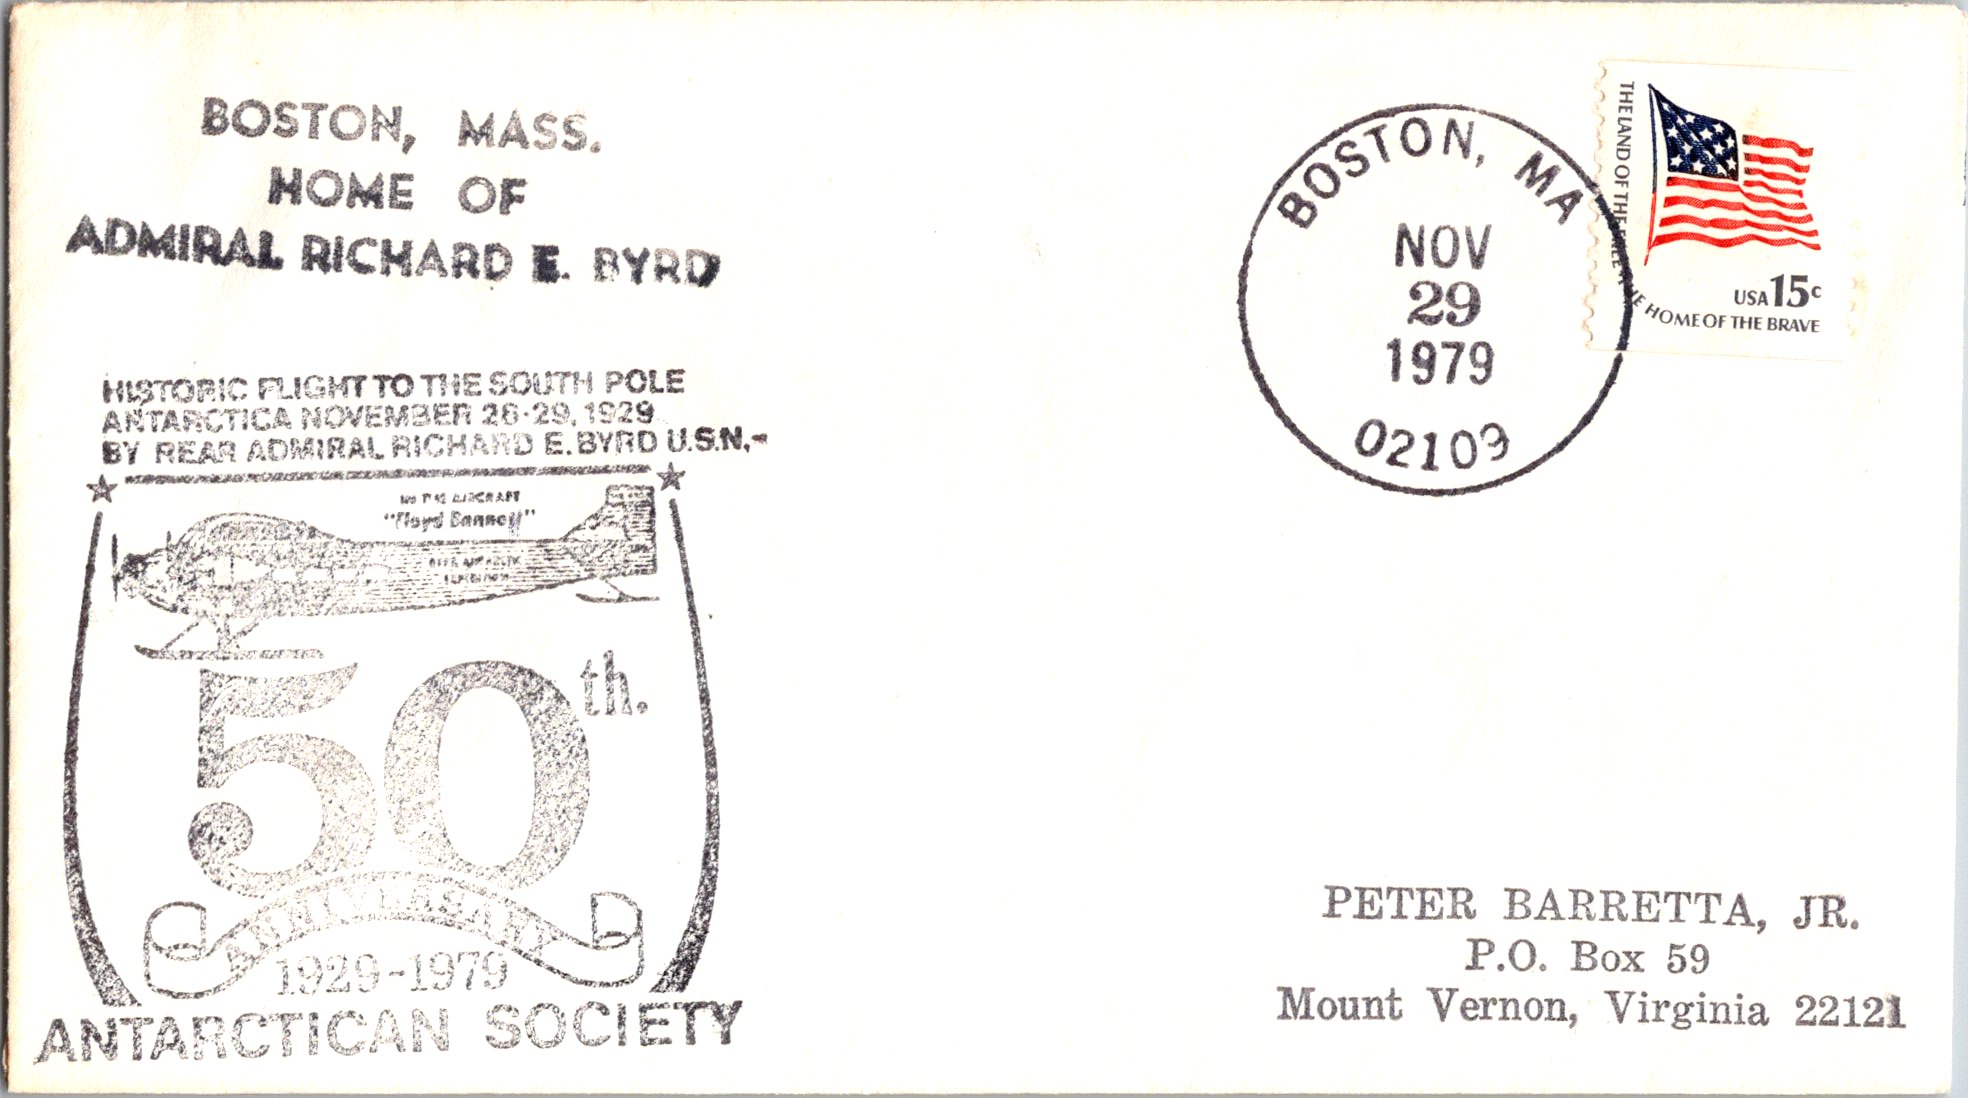 BOSTON, MASS.
HOME OF
ADMIRAL RICHARD E. BYRD
HISTORIC FLIGHT TO THE SOUTH POLE
ANTARCTICA NOVEMBER 28-29, 1929
BY REAR ADMIRAL RICHARD E. BYRD U.S.N.-
AIRCRAFT
"Floyd Bennett"
50th.
ANNIVERSARY
1929-1979
ANTARCTICAN SOCIETY
BOSTON, MA
NOV
29
1979
02109
THE LAND OF THE FREE THE HOME OF THE BRAVE
USA 15c
PETER BARRETTA, JR.
P.O. Box 59
Mount Vernon, Virginia 22121